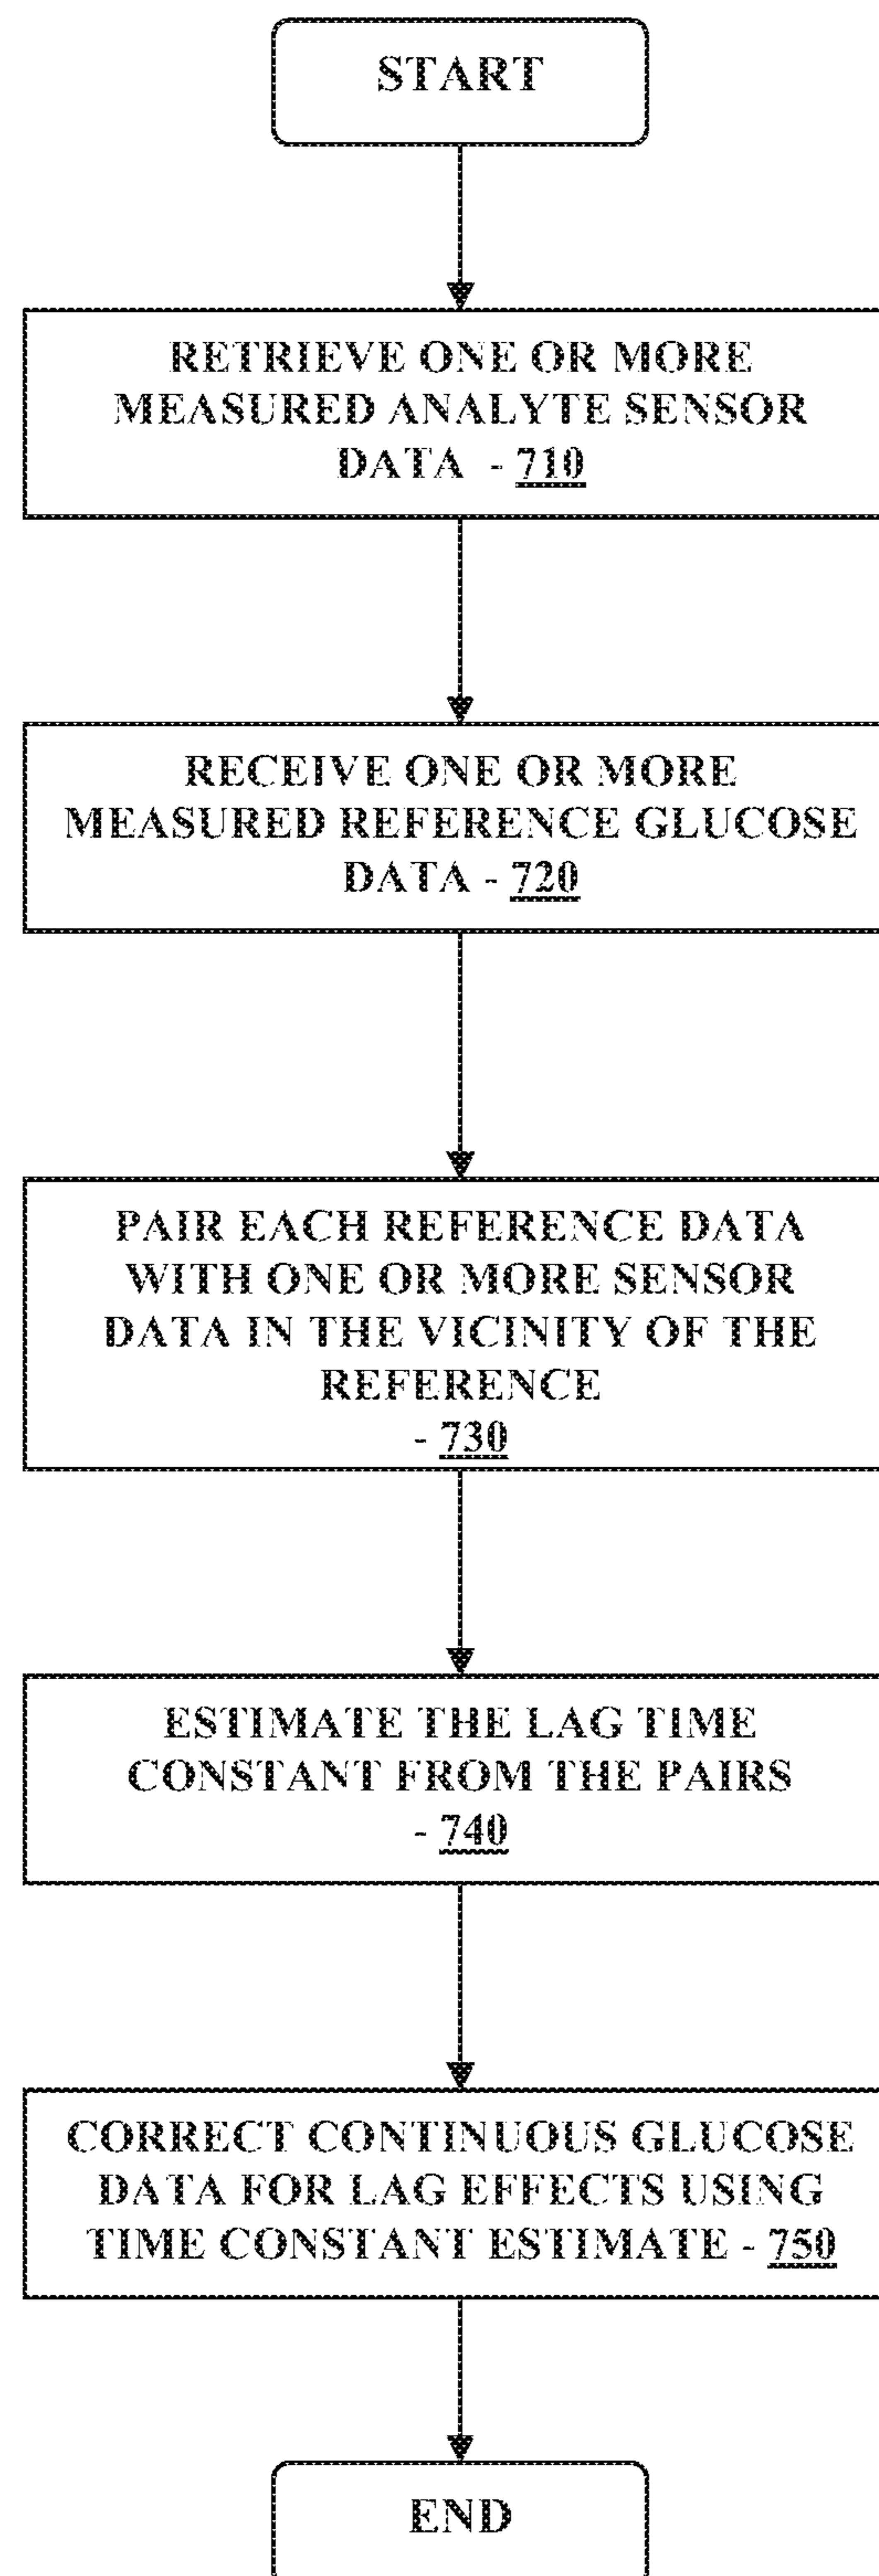 START
RETRIEVE ONE OR MORE
MEASURED ANALYTE SENSOR
DATA - 710
RECEIVE ONE OR MORE
MEASURED REFERENCE GLUCOSE
DATA - 720
PAIR EACH REFERENCE DATA
WITH ONE OR MORE SENSOR
DATA IN THE VICINITY OF THE
REFERENCE
- 730
ESTIMATE THE LAG TIME
CONSTANT FROM THE PAIRS
- 740
CORRECT CONTINUOUS GLUCOSE
DATA FOR LAG EFFECTS USING
TIME CONSTANT ESTIMATE - 750
END